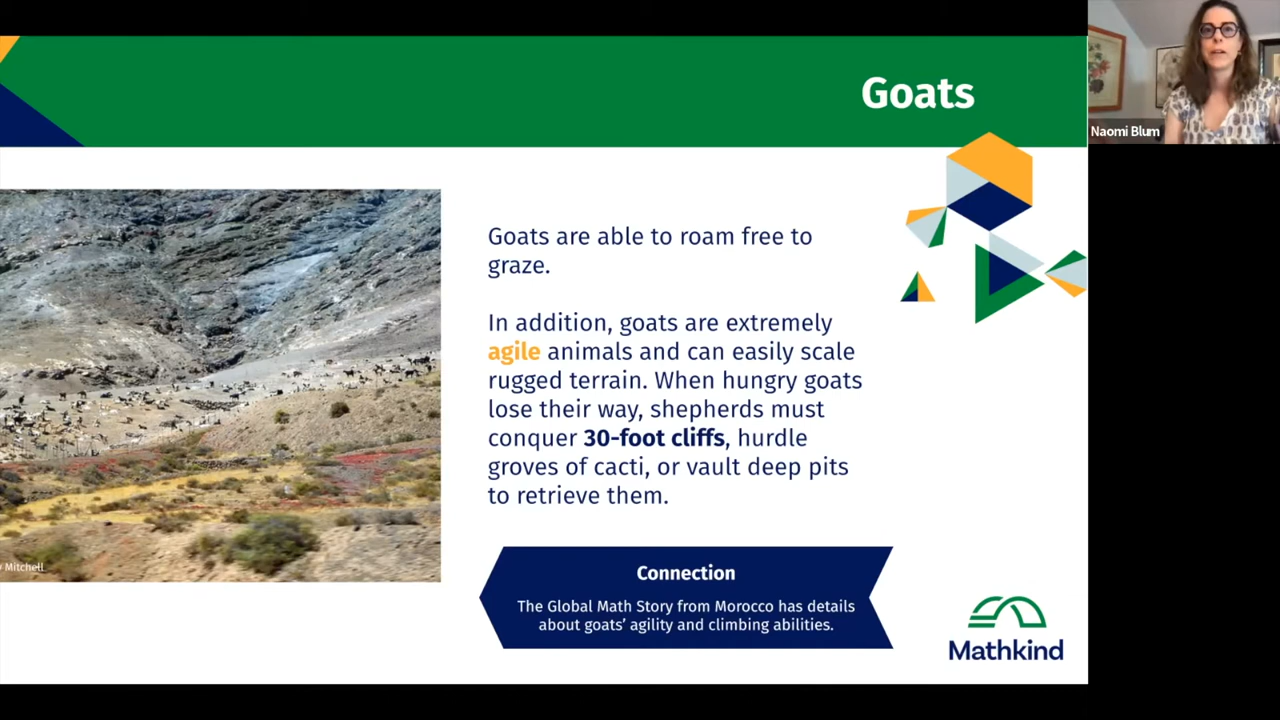 Goats
Naomi Blum
Goats are able to roam free to
graze.
In addition, goats are extremely
agile animals and can easily scale
rugged terrain. When hungry goats
lose their way, shepherds must
conquer 30-foot cliffs, hurdle
groves of cacti, or vault deep pits
to retrieve them.
Mitchell
Connection
The Global Math Story from Morocco has details
about goats’ agility and climbing abilities.
Mathkind